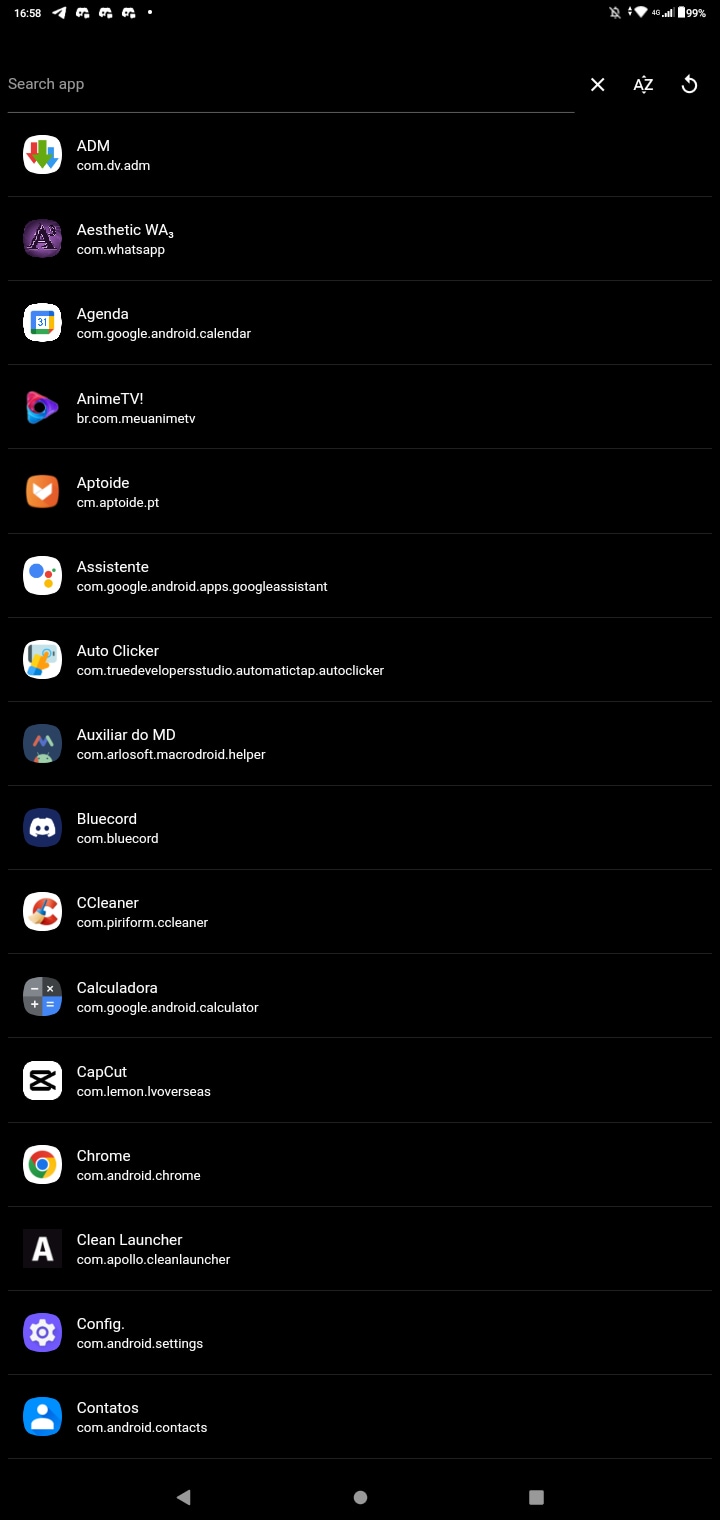 16:58
4G 99%
Search app
AZ
ADM
com.dv.adm
Aesthetic WA₃
com.whatsapp
31
Agenda
com.google.android.calendar
AnimeTV!
br.com.meuanimetv
Aptoide
cm.aptoide.pt
Assistente
com.google.android.apps.googleassistant
Auto Clicker
com.truedevelopersstudio.automatictap.autoclicker
Auxiliar do MD
com.arlosoft.macrodroid.helper
Bluecord
com.bluecord
CCleaner
com.piriform.ccleaner
Calculadora
com.google.android.calculator
CapCut
com.lemon.lvoverseas
Chrome
com.android.chrome
A
Clean Launcher
com.apollo.cleanlauncher
Config.
com.android.settings
Contatos
com.android.contacts